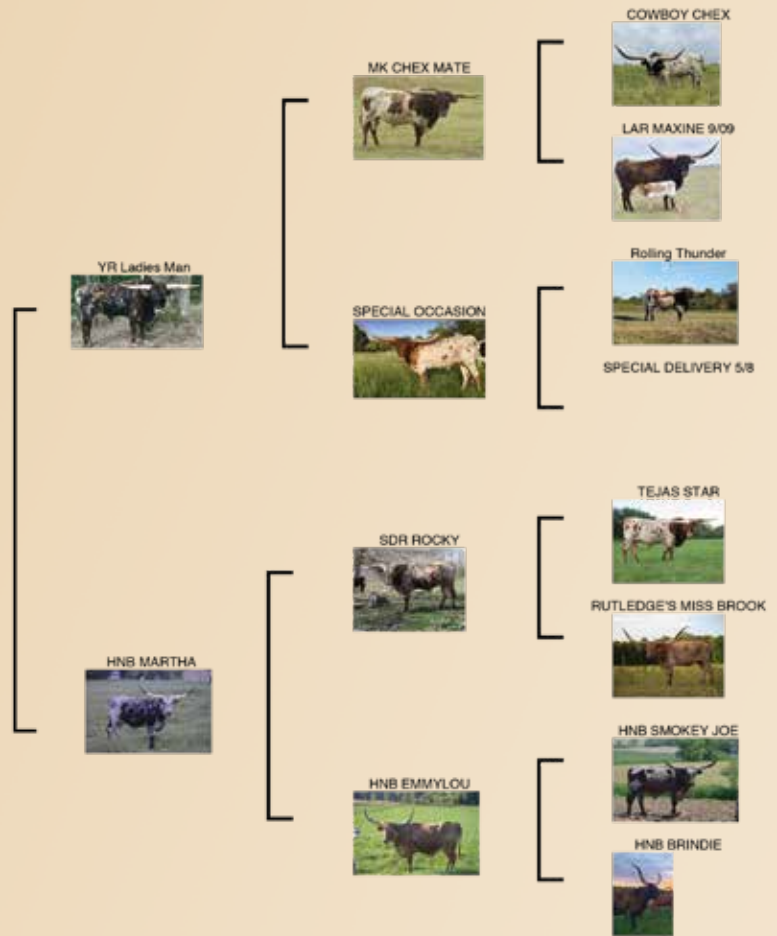 COWBOY CHEX
MK CHEX MATE
LAR MAXINE 9/09
YR Ladies Man
Rolling Thunder
SPECIAL OCCASION
SPECIAL DELIVERY 5/8
TEJAS STAR
SDR ROCKY
RUTLEDGE'S MISS BROOK
HNB MARTHA
HNB SMOKEY JOE
HNB EMMYLOU
HNB BRINDIE